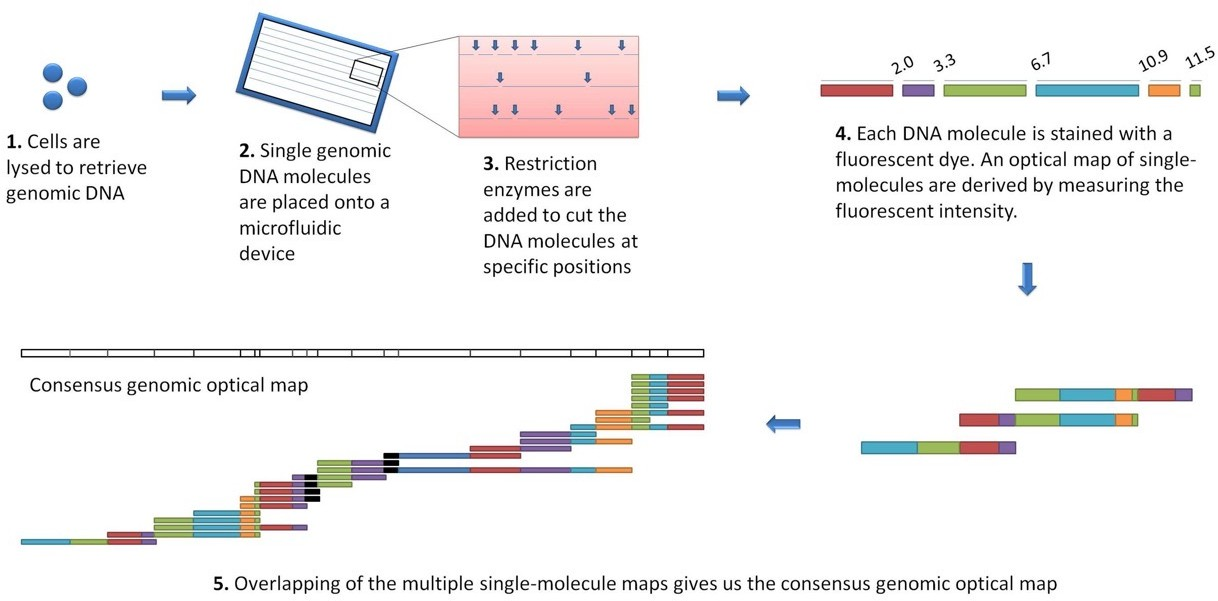 1. Cells are
lysed to retrieve
genomic DNA
2. Single genomic
DNA molecules
are placed onto a
microfluidic
device
3. Restriction
enzymes are
added to cut the
DNA molecules at
specific positions
2.0 3.3 6.7 10.9 11.5
4. Each DNA molecule is stained with a
fluorescent dye. An optical map of single-
molecules are derived by measuring the
fluorescent intensity.
Consensus genomic optical map
5. Overlapping of the multiple single-molecule maps gives us the consensus genomic optical map